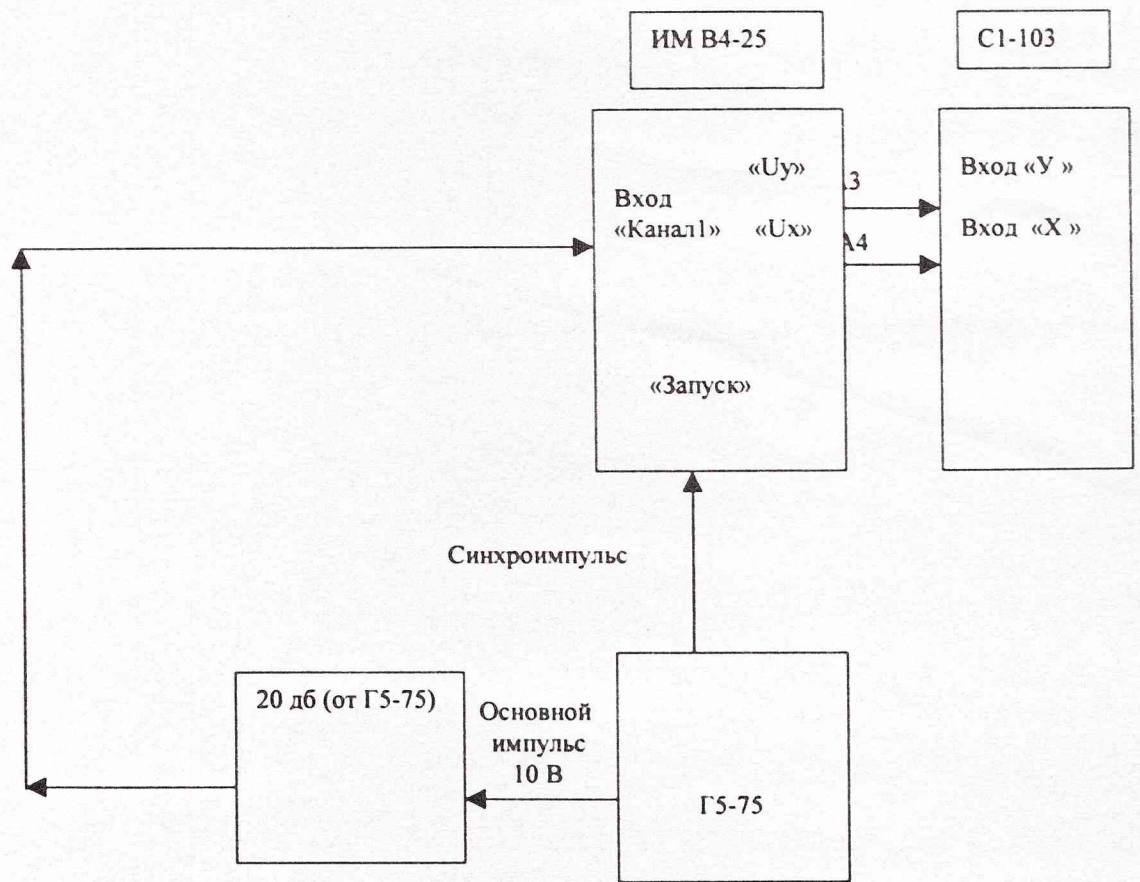 ИМ В4-25
С1-103
«Uy»
Вход «У »
Вход
«Канал1» «Ux»
А4
Вход «X »
«Запуск»
Синхроимпульс
20 дб (от Г5-75)
Основной
импульс
10 В
Г5-75